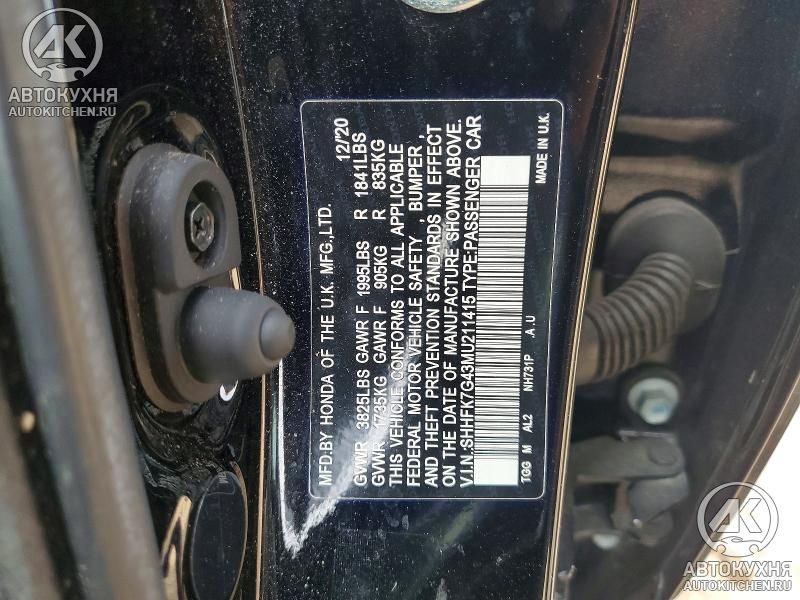 АК
АВТОКУХНЯ
AUTOKITCHEN.RU
MFD.BY HONDA OF THE U.K. MFG.,LTD. 12/'20
GVWR 3825LBS GAWR F 1995LBS R 1841LBS
GVWR 1735KG GAWR F 905KG R 835KG
THIS VEHICLE CONFORMS TO ALL APPLICABLE
FEDERAL MOTOR VEHICLE SAFETY, BUMPER,
AND THEFT PREVENTION STANDARDS IN EFFECT
ON THE DATE OF MANUFACTURE SHOWN ABOVE.
V.I.N.:SHHFK7G43MU211415 TYPE:PASSENGER CAR
TGG M AL2 NH731P .A.U MADE IN U.K.
АК
АВТОКУХНЯ
AUTOKITCHEN.RU